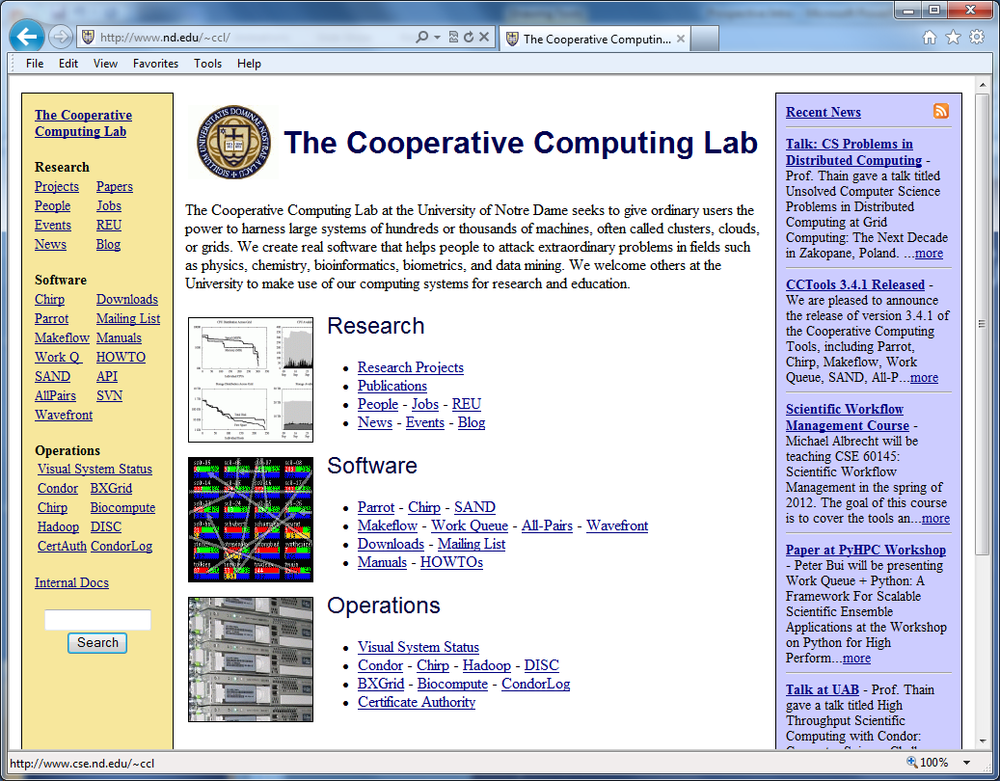 http://www.nd.edu/~ccl/
The Cooperative Computin...
File Edit View Favorites Tools Help
The Cooperative
Computing Lab
Research
Projects Papers
People Jobs
Events REU
News Blog
Software
Chirp Downloads
Parrot Mailing List
Makeflow Manuals
Work Q HOWTO
SAND API
AllPairs SVN
Wavefront
Operations
Visual System Status
Condor BXGrid
Chirp Biocompute
Hadoop DISC
CertAuth CondorLog
Internal Docs
Search
The Cooperative Computing Lab
The Cooperative Computing Lab at the University of Notre Dame seeks to give ordinary users the
power to harness large systems of hundreds or thousands of machines, often called clusters, clouds,
or grids. We create real software that helps people to attack extraordinary problems in fields such
as physics, chemistry, bioinformatics, biometrics, and data mining. We welcome others at the
University to make use of our computing systems for research and education.
Research
Research Projects
Publications
People - Jobs - REU
News - Events - Blog
Software
Parrot - Chirp - SAND
Makeflow - Work Queue - All-Pairs - Wavefront
Downloads - Mailing List
Manuals - HOWTOs
Operations
Visual System Status
Condor - Chirp - Hadoop - DISC
BXGrid - Biocompute - CondorLog
Certificate Authority
Recent News
Talk: CS Problems in
Distributed Computing -
Prof. Thain gave a talk titled
Unsolved Computer Science
Problems in Distributed
Computing at Grid
Computing: The Next Decade
in Zakopane, Poland. ...more
CCTools 3.4.1 Released -
We are pleased to announce
the release of version 3.4.1 of
the Cooperative Computing
Tools, including Parrot,
Chirp, Makeflow, Work
Queue, SAND, All-P...more
Scientific Workflow
Management Course -
Michael Albrecht will be
teaching CSE 60145:
Scientific Workflow
Management in the spring of
2012. The goal of this course
is to cover the tools an...more
Paper at PyHPC Workshop
- Peter Bui will be presenting
Work Queue + Python: A
Framework For Scalable
Scientific Ensemble
Applications at the Workshop
on Python for High
Perform...more
Talk at UAB - Prof. Thain
gave a talk titled High
Throughput Scientific
Computing with Condor:
http://www.cse.nd.edu/~ccl
100%